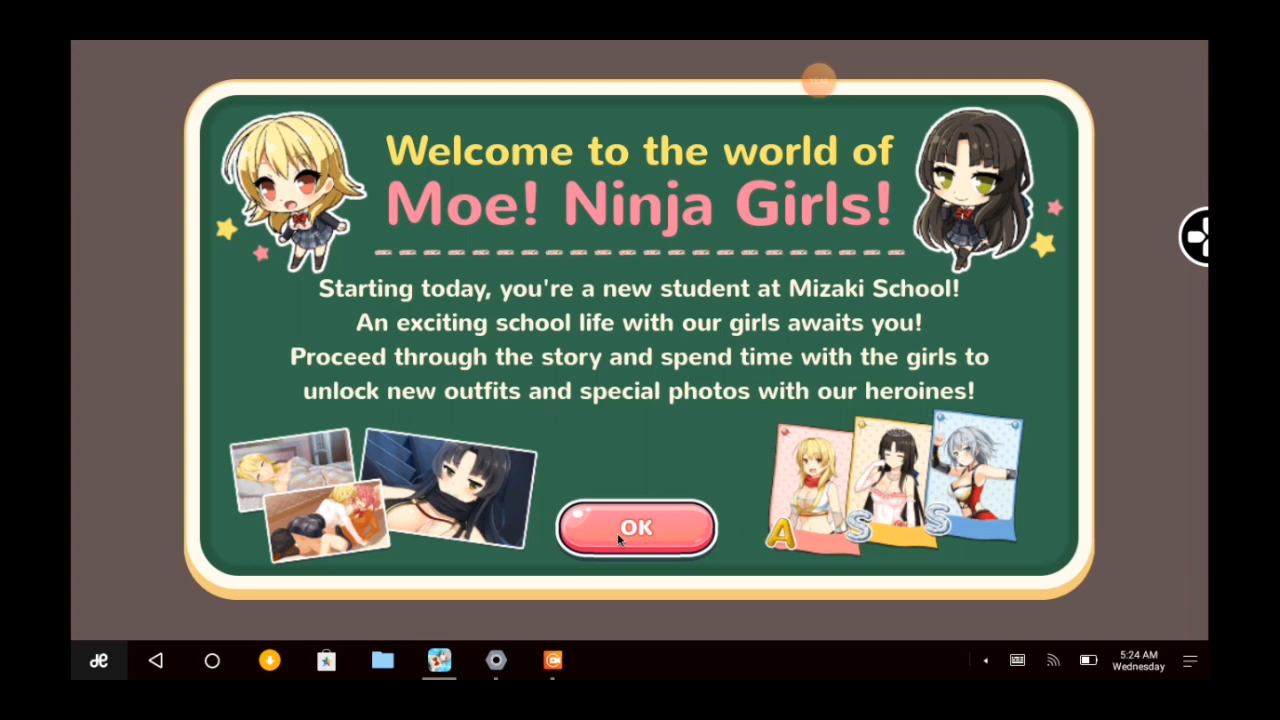 Welcome to the world of
Moe! Ninja Girls!
Starting today, you're a new student at Mizaki School!
An exciting school life with our girls awaits you!
Proceed through the story and spend time with the girls to
unlock new outfits and special photos with our heroines!
OK
A
S
S
5:24 AM
Wednesday